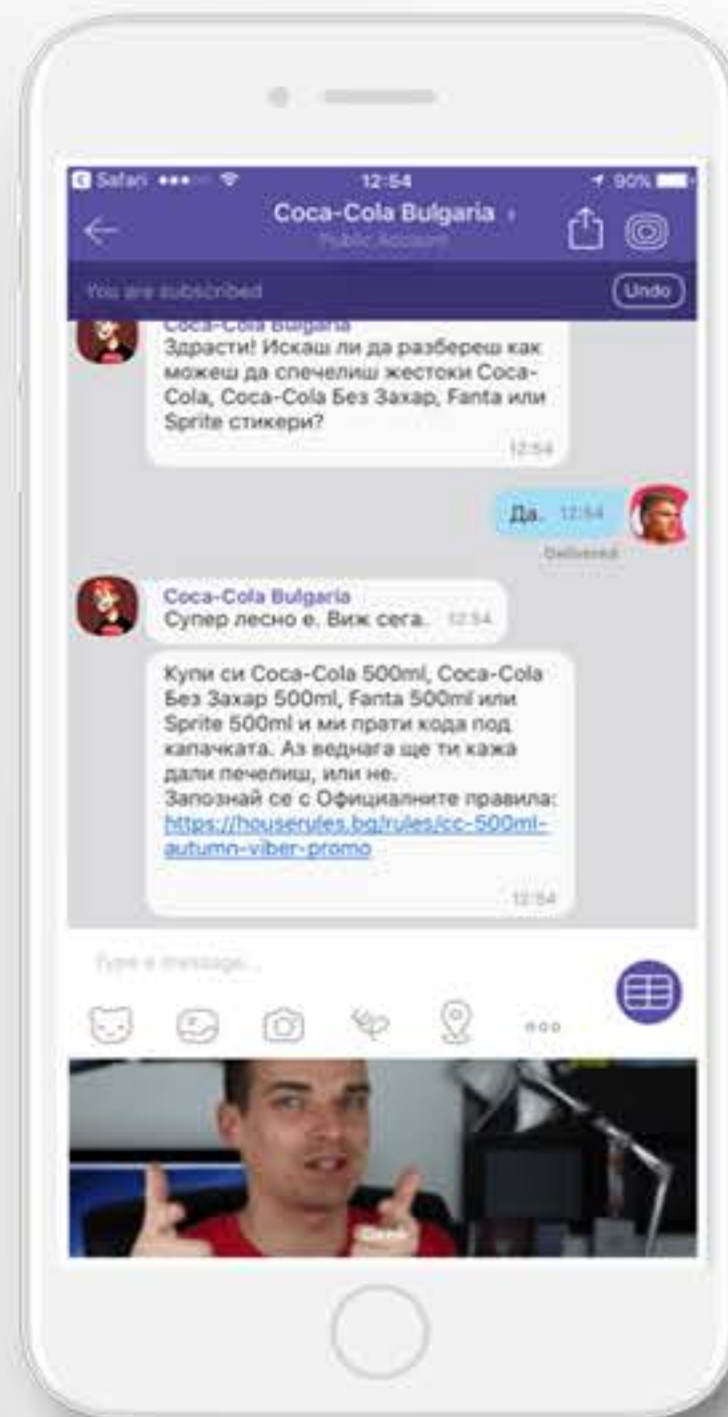 Safari 12:54 90%
Coca-Cola Bulgaria
Public Account
You are subscribed Undo
Coca-Cola Bulgaria
Здрасти! Искаш ли да разбереш как
можеш да спечелиш жестоки Coca-
Cola, Coca-Cola Без Захар, Fanta или
Sprite стикери?
12:54
Да. 12:54
Delivered
Coca-Cola Bulgaria
Супер лесно е. Виж сега. 12:54
Купи си Coca-Cola 500ml, Coca-Cola
Без Захар 500ml, Fanta 500ml или
Sprite 500ml и ми прати кода под
капачката. Аз веднага ще ти кажа
дали печелиш, или не.
Запознай се с Официалните правила:
https://houserules.bg/rules/cc-500ml-
autumn-viber-promo
12:54
Type a message...